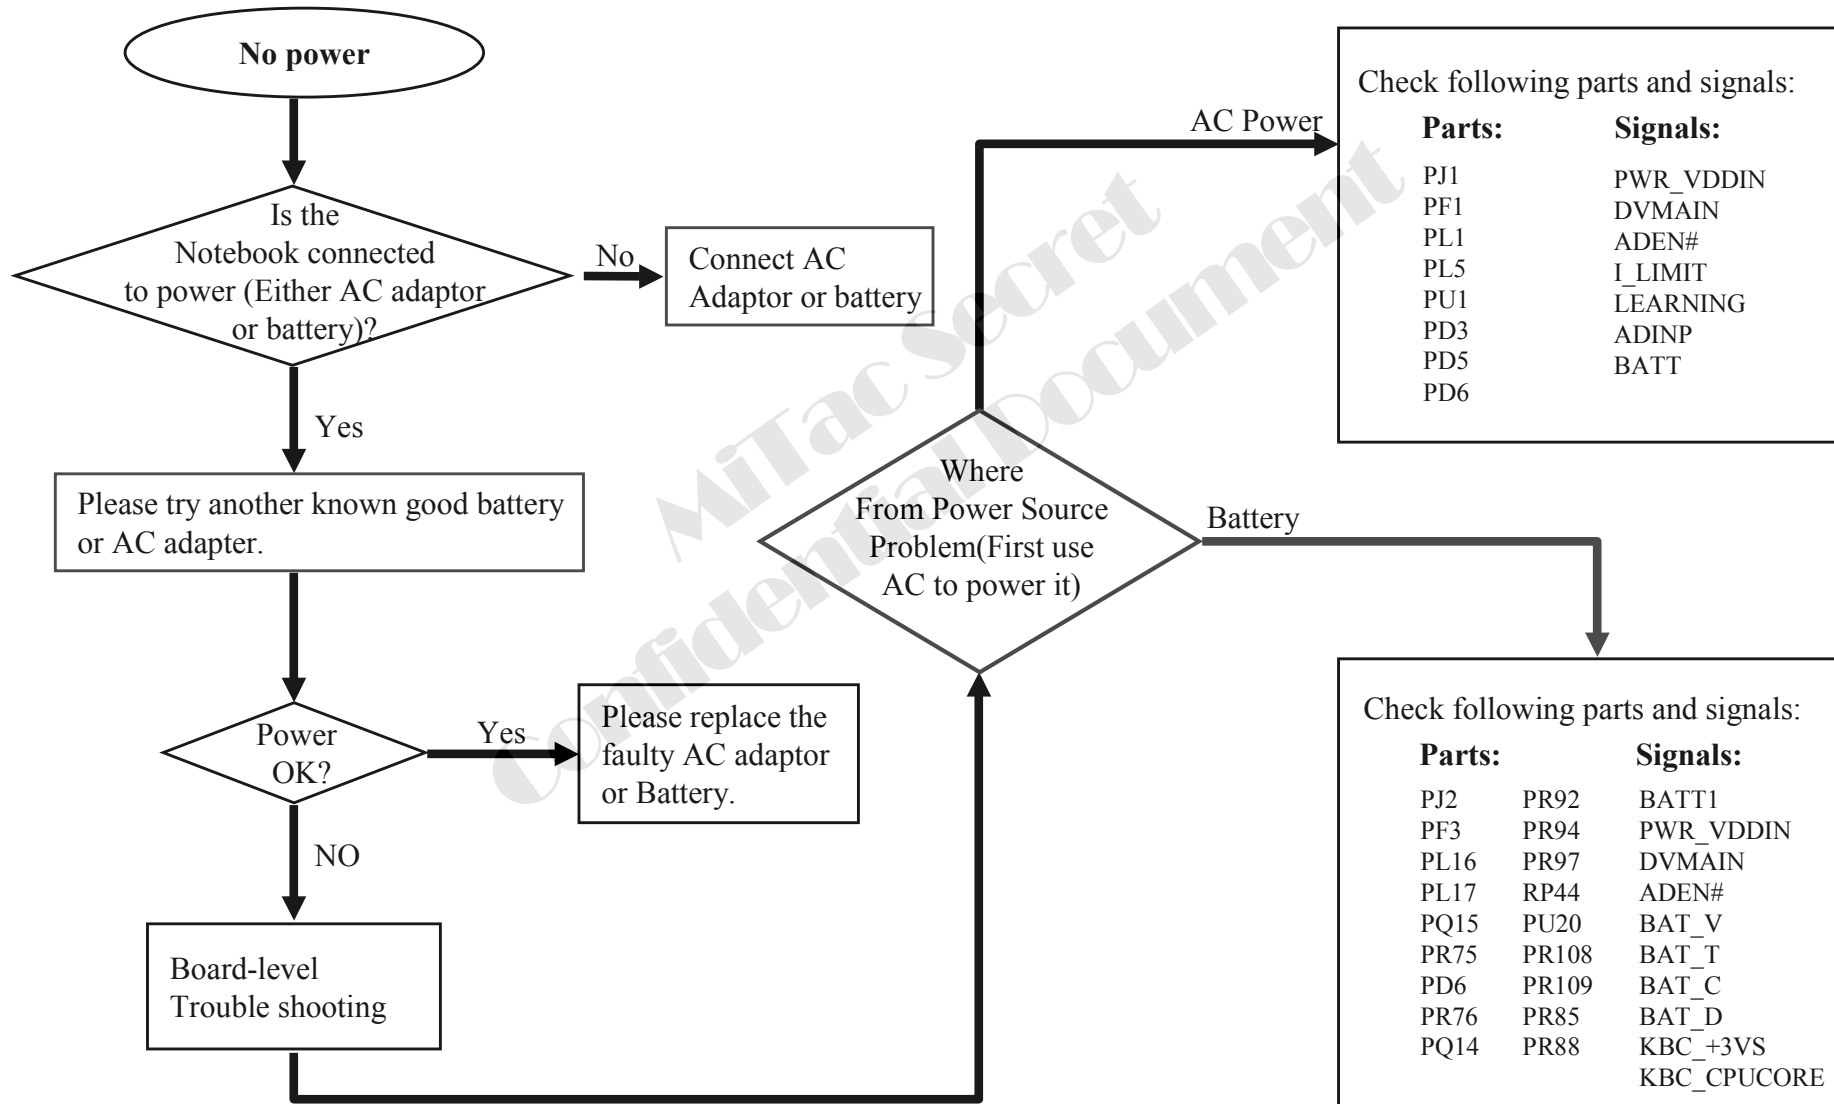 No power
Is the
Notebook connected
to power (Either AC adaptor
or battery)?
No
Connect AC
Adaptor or battery
Yes
Please try another known good battery
or AC adapter.
Power
OK?
Yes
Please replace the
faulty AC adaptor
or Battery.
NO
Board-level
Trouble shooting
Where
From Power Source
Problem(First use
AC to power it)
AC Power
Check following parts and signals:
Parts: Signals:
PJ1 PWR_VDDIN
PF1 DVMAIN
PL1 ADEN#
PL5 I_LIMIT
PU1 LEARNING
PD3 ADINP
PD5 BATT
PD6
Battery
Check following parts and signals:
Parts: Signals:
PJ2 PR92 BATT1
PF3 PR94 PWR_VDDIN
PL16 PR97 DVMAIN
PL17 RP44 ADEN#
PQ15 PU20 BAT_V
PR75 PR108 BAT_T
PD6 PR109 BAT_C
PR76 PR85 BAT_D
PQ14 PR88 KBC_+3VS
KBC_CPUCORE
MiTac Secret
Confidential Document